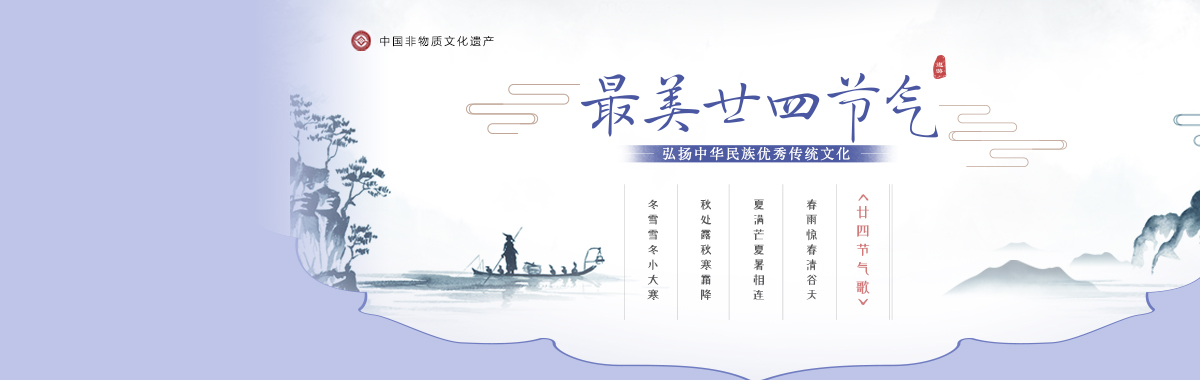 中国非物质文化遗产
最美廿四节气
弘扬中华民族优秀传统文化
《廿四节气歌》
春雨惊春清谷天
夏满芒夏暑相连
秋处露秋寒霜降
冬雪雪冬小大寒